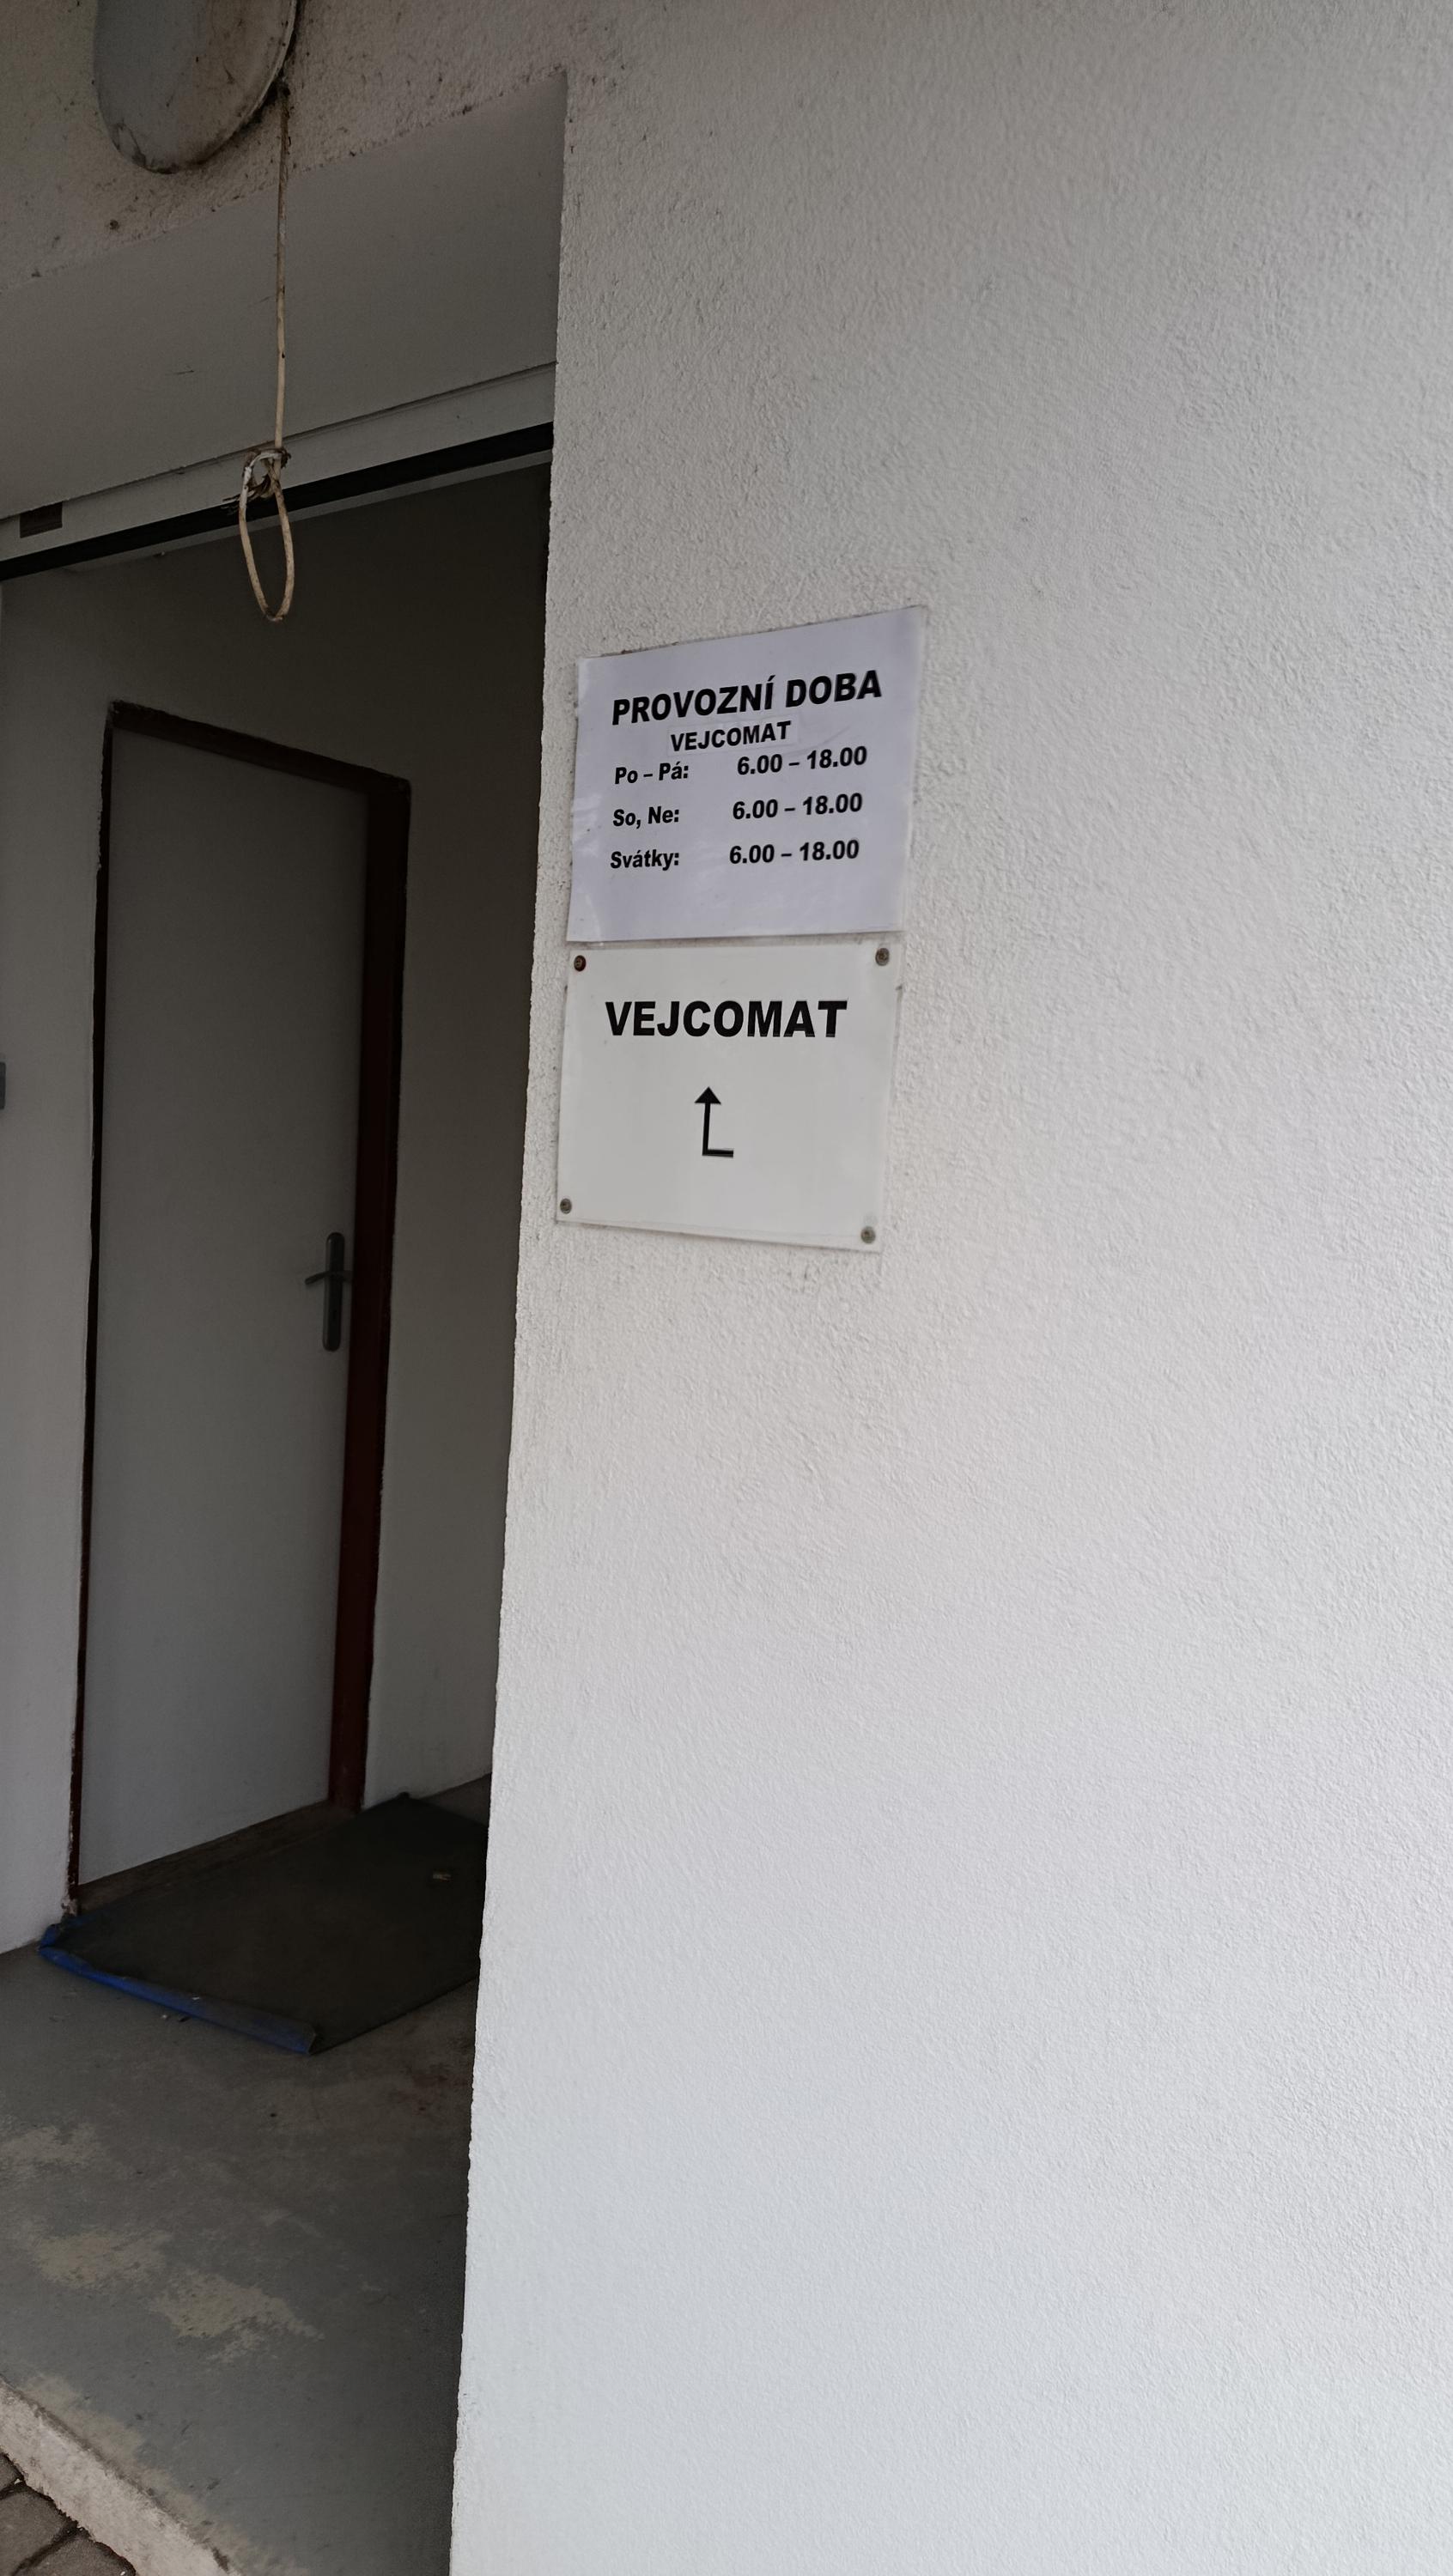 PROVOZNÍ DOBA
VEJCOMAT
Po – Pá: 6.00 – 18.00
So, Ne: 6.00 – 18.00
Svátky: 6.00 – 18.00
VEJCOMAT